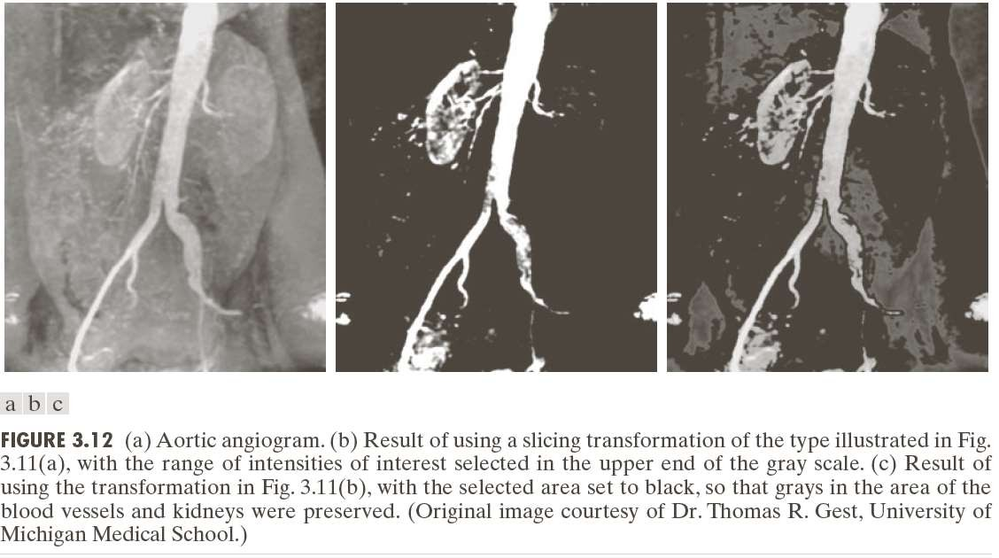 a b c
FIGURE 3.12 (a) Aortic angiogram. (b) Result of using a slicing transformation of the type illustrated in Fig.
3.11(a), with the range of intensities of interest selected in the upper end of the gray scale. (c) Result of
using the transformation in Fig. 3.11(b), with the selected area set to black, so that grays in the area of the
blood vessels and kidneys were preserved. (Original image courtesy of Dr. Thomas R. Gest, University of
Michigan Medical School.)